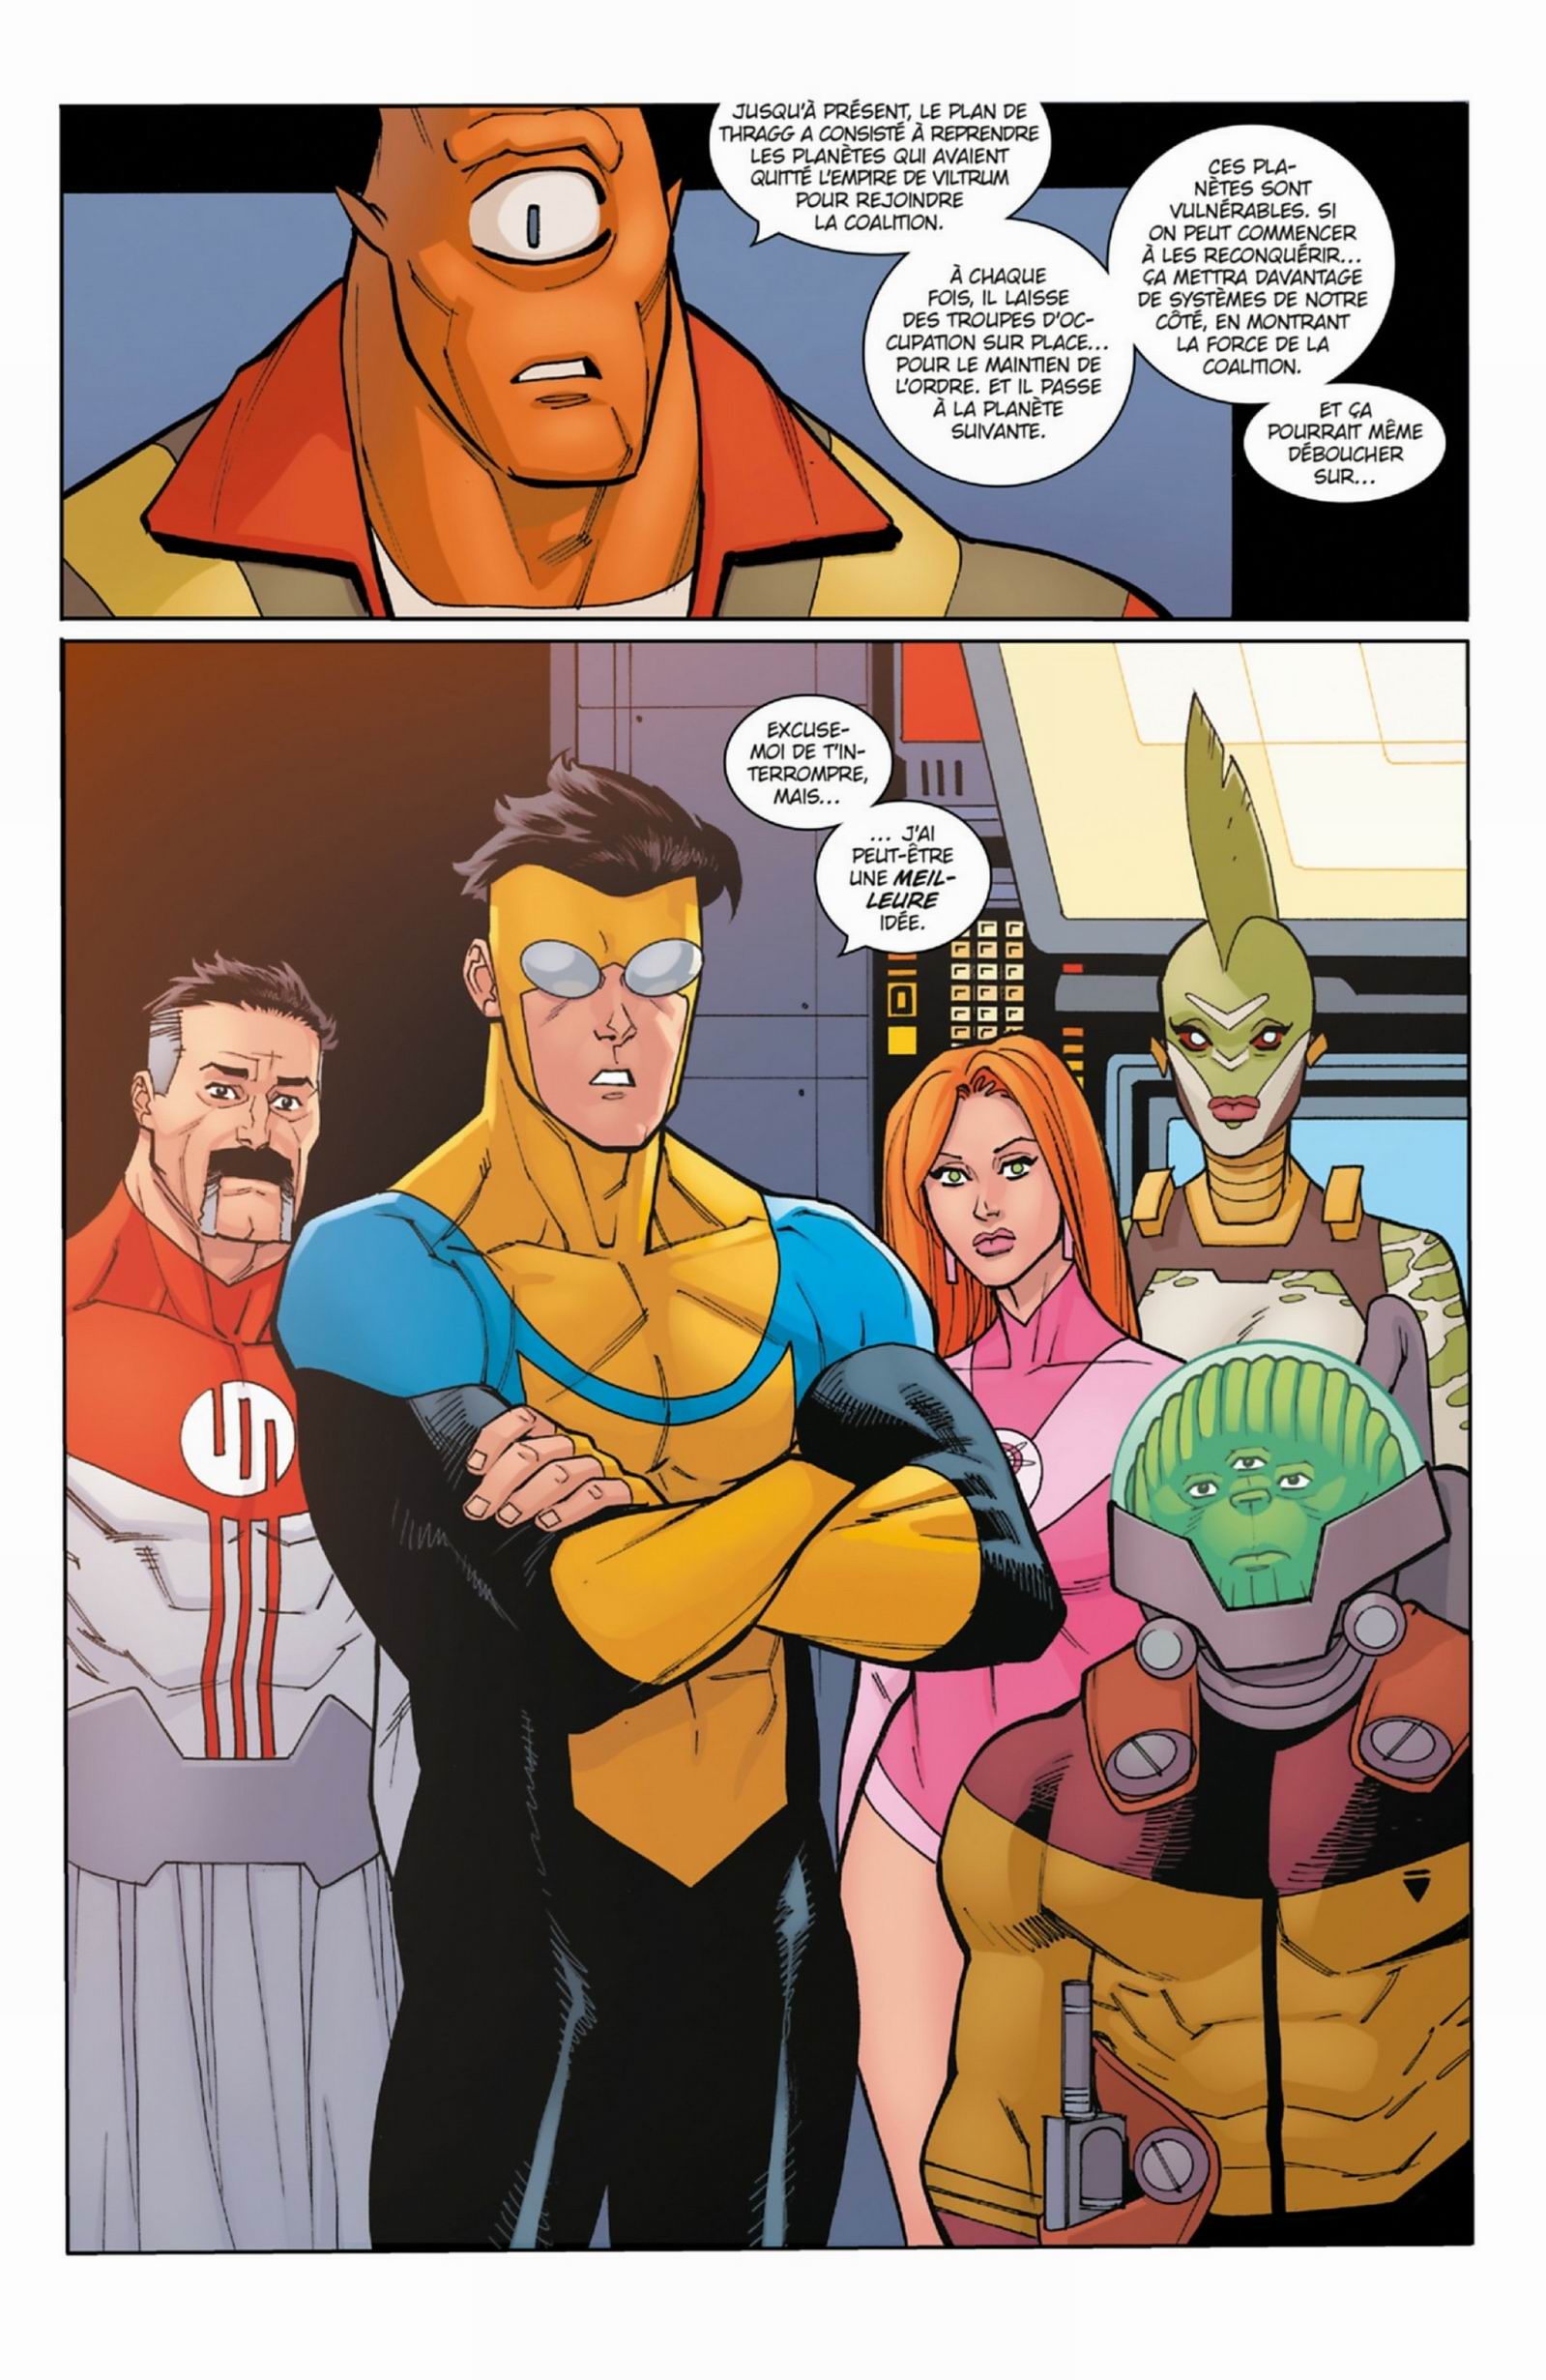 JUSQU'À PRÉSENT, LE PLAN DE
THRAGG A CONSISTÉ À REPRENDRE
LES PLANÈTES QUI AVAIENT
QUITTÉ L'EMPIRE DE VILTRUM
POUR REJOINDRE
LA COALITION.
À CHAQUE
FOIS, IL LAISSE
DES TROUPES D'OC-
CUPATION SUR PLACE...
POUR LE MAINTIEN DE
L'ORDRE. ET IL PASSE
À LA PLANÈTE
SUIVANTE.
CES PLA-
NÈTES SONT
VULNÉRABLES. SI
ON PEUT COMMENCER
À LES RECONQUÉRIR...
ÇA METTRA DAVANTAGE
DE SYSTÈMES DE NOTRE
CÔTÉ, EN MONTRANT
LA FORCE DE LA
COALITION.
ET ÇA
POURRAIT MÊME
DÉBOUCHER
SUR...
EXCUSE-
MOI DE T'IN-
TERROMPRE,
MAIS...
... J'AI
PEUT-ÊTRE
UNE MEIL-
LEURE
IDÉE.